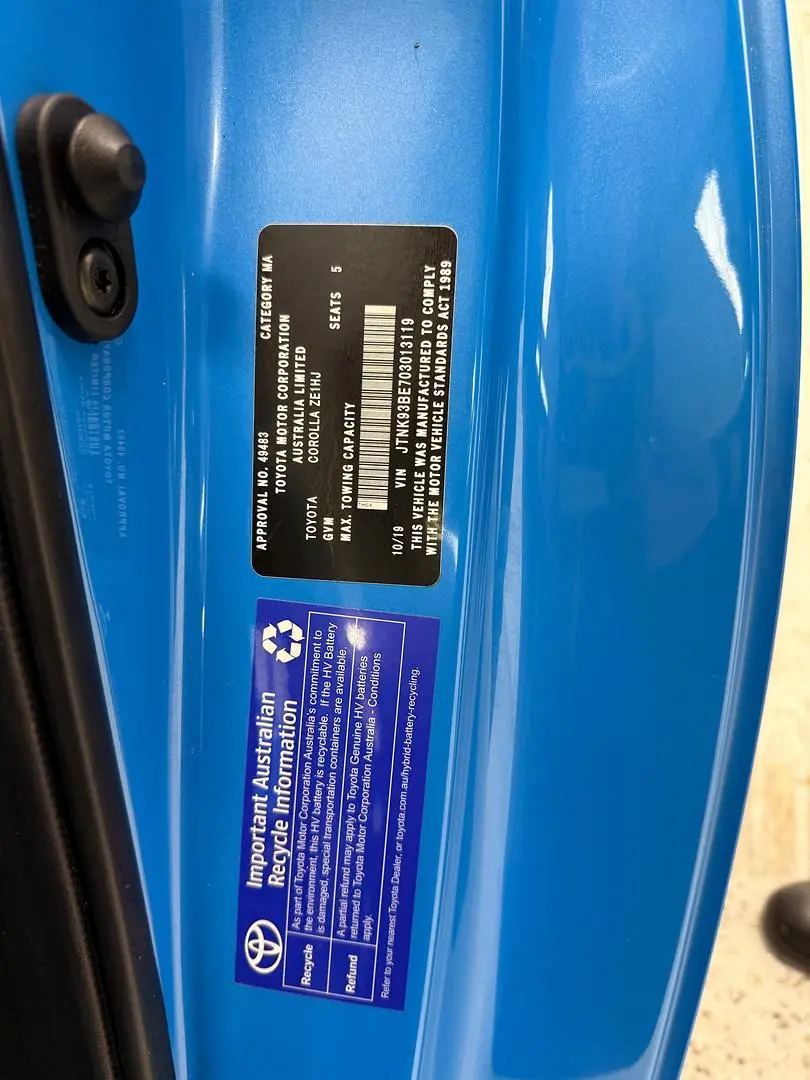 APPROVAL NO. 49483 CATEGORY MA
TOYOTA MOTOR CORPORATION
AUSTRALIA LIMITED
TOYOTA COROLLA ZE1HJ
GVM SEATS 5
MAX. TOWING CAPACITY
TMCA
10/19 VIN JTNK93BE703013119
THIS VEHICLE WAS MANUFACTURED TO COMPLY
WITH THE MOTOR VEHICLE STANDARDS ACT 1989
Important Australian
Recycle Information
Recycle
As part of Toyota Motor Corporation Australia's commitment to
the environment, this HV battery is recyclable. If the HV Battery
is damaged, special transportation containers are available.
Refund
A partial refund may apply to Toyota Genuine HV batteries
returned to Toyota Motor Corporation Australia - Conditions
apply.
Refer to your nearest Toyota Dealer, or toyota.com.au/hybrid-battery-recycling.